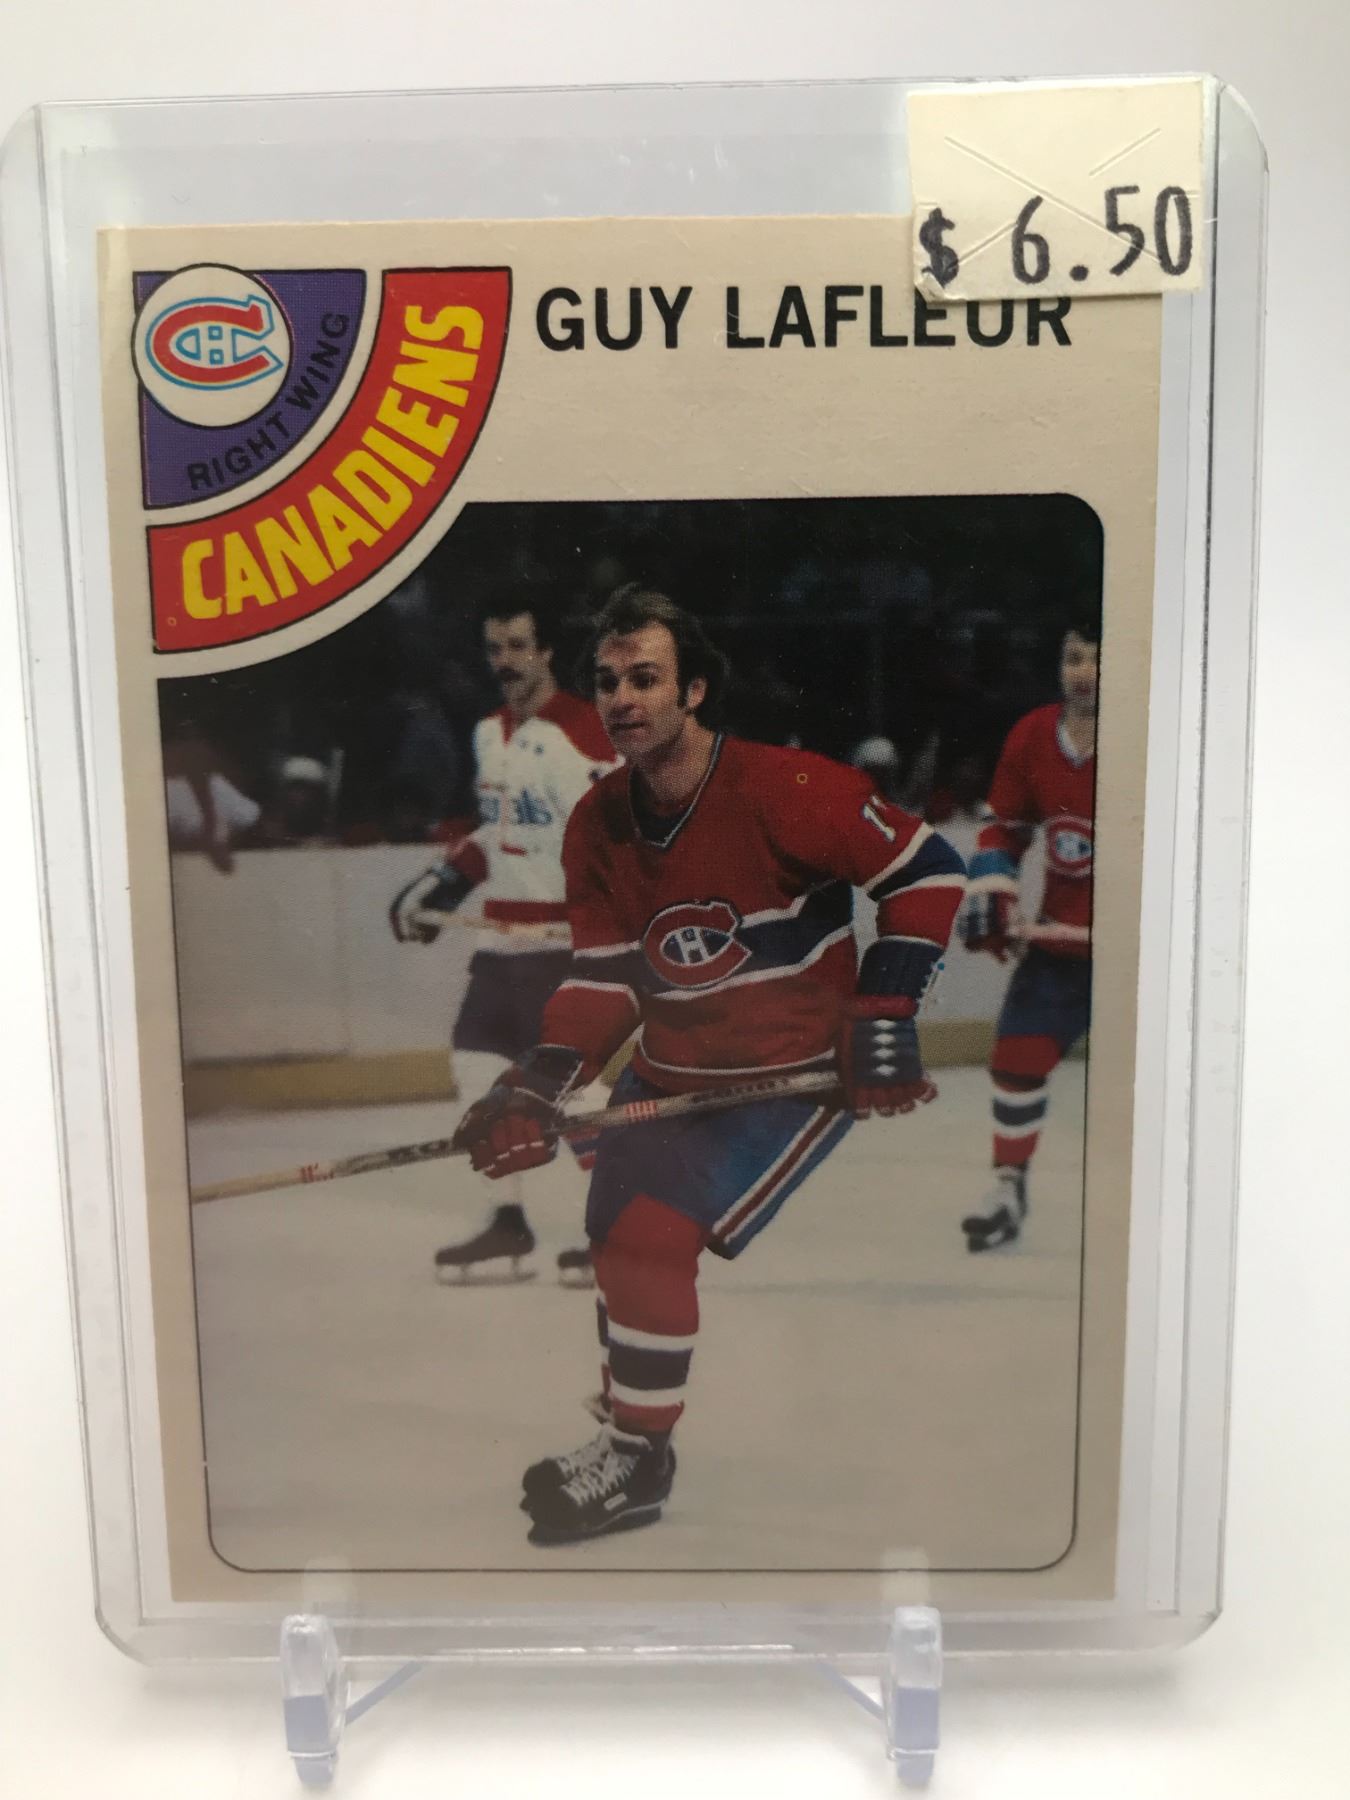 $ 6.50
GUY LAFLEUR
RIGHT WING
CANADIENS